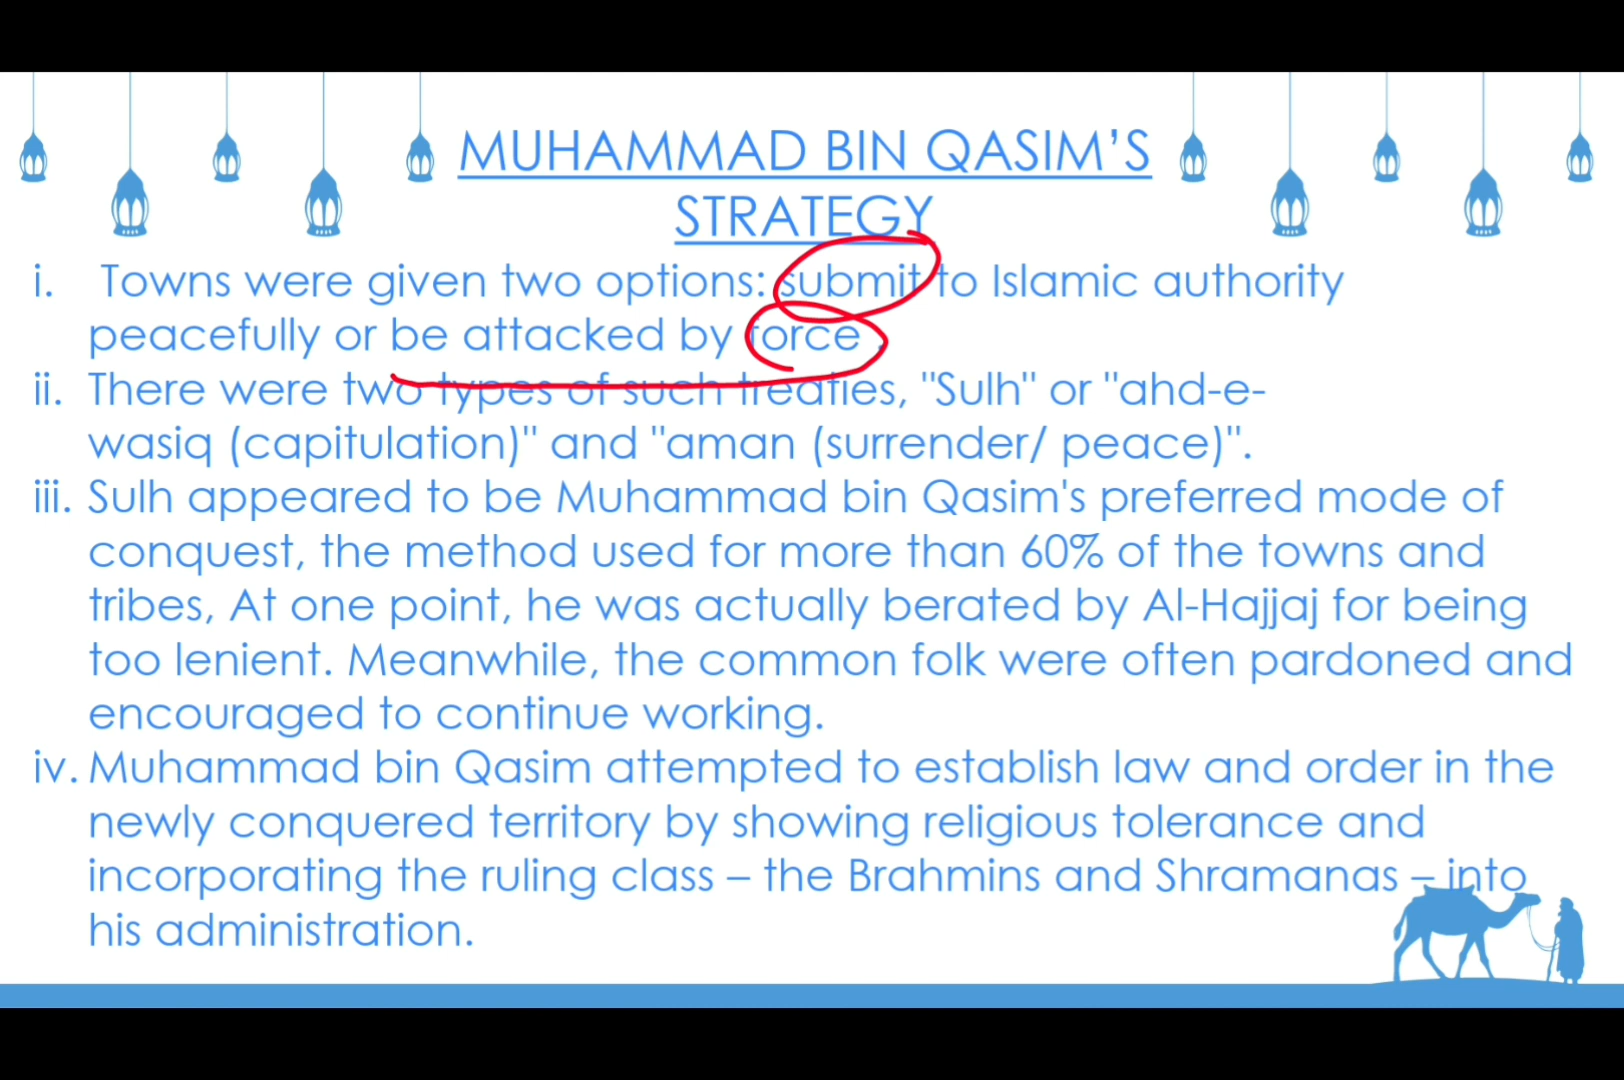 MUHAMMAD BIN QASIM'S
STRATEGY
i. Towns were given two options: submit to Islamic authority
peacefully or be attacked by force .
ii. There were two types of such treaties, "Sulh" or "ahd-e-
wasiq (capitulation)" and "aman (surrender/ peace)".
iii. Sulh appeared to be Muhammad bin Qasim's preferred mode of
conquest, the method used for more than 60% of the towns and
tribes, At one point, he was actually berated by Al-Hajjaj for being
too lenient. Meanwhile, the common folk were often pardoned and
encouraged to continue working.
iv. Muhammad bin Qasim attempted to establish law and order in the
newly conquered territory by showing religious tolerance and
incorporating the ruling class – the Brahmins and Shramanas – into
his administration.